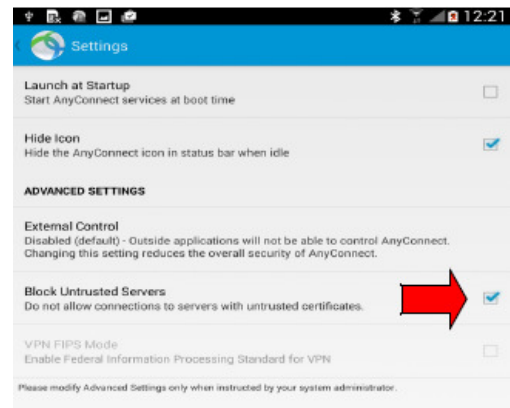 12:21
Settings
Launch at Startup
Start AnyConnect services at boot time
Hide Icon
Hide the AnyConnect icon in status bar when idle
ADVANCED SETTINGS
External Control
Disabled (default) - Outside applications will not be able to control AnyConnect.
Changing this setting reduces the overall security of AnyConnect.
Block Untrusted Servers
Do not allow connections to servers with untrusted certificates.
VPN FIPS Mode
Enable Federal Information Processing Standard for VPN
Please modify Advanced Settings only when instructed by your system administrator.